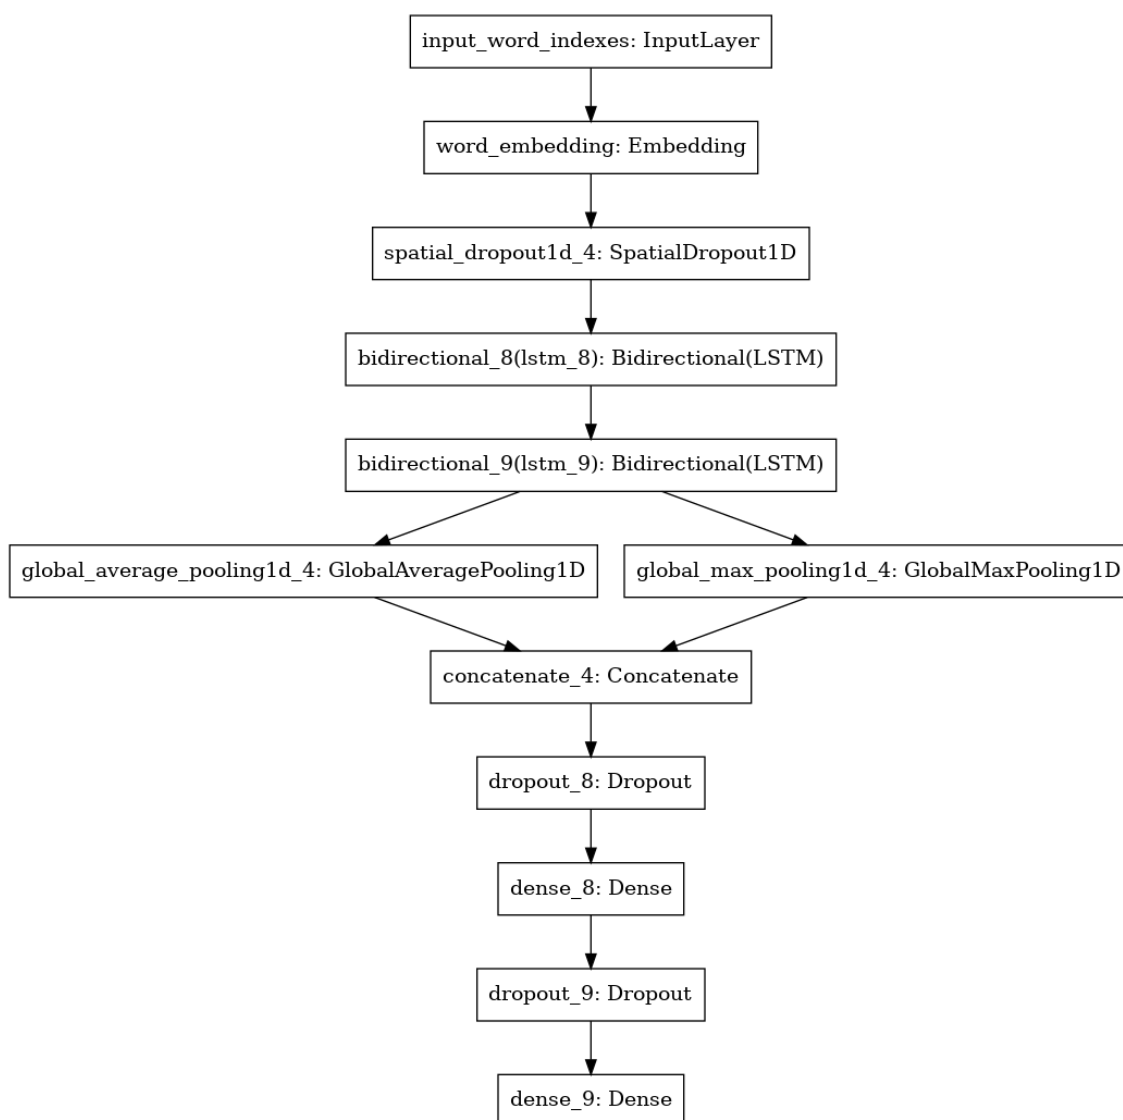 input_word_indexes: InputLayer
word_embedding: Embedding
spatial_dropout1d_4: SpatialDropout1D
bidirectional_8(lstm_8): Bidirectional(LSTM)
bidirectional_9(lstm_9): Bidirectional(LSTM)
global_average_pooling1d_4: GlobalAveragePooling1D
global_max_pooling1d_4: GlobalMaxPooling1D
concatenate_4: Concatenate
dropout_8: Dropout
dense_8: Dense
dropout_9: Dropout
dense_9: Dense